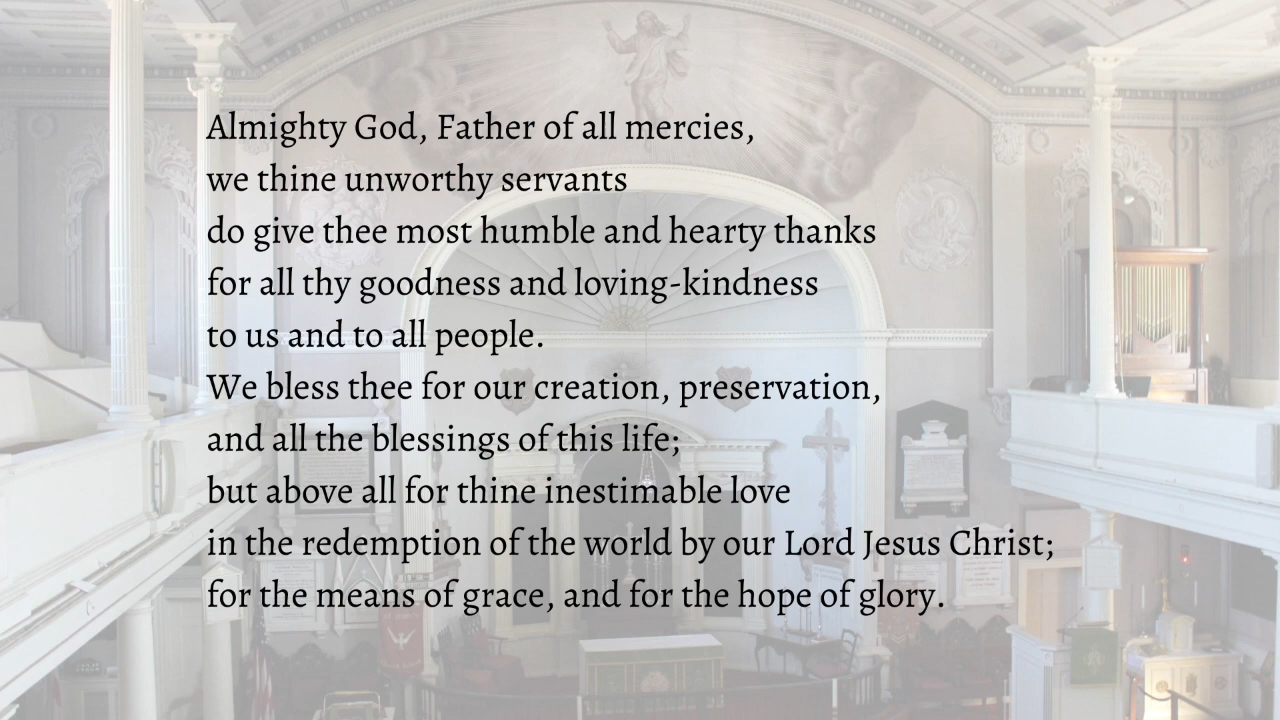 Almighty God, Father of all mercies,
we thine unworthy servants
do give thee most humble and hearty thanks
for all thy goodness and loving-kindness
to us and to all people.
We bless thee for our creation, preservation,
and all the blessings of this life;
but above all for thine inestimable love
in the redemption of the world by our Lord Jesus Christ;
for the means of grace, and for the hope of glory.